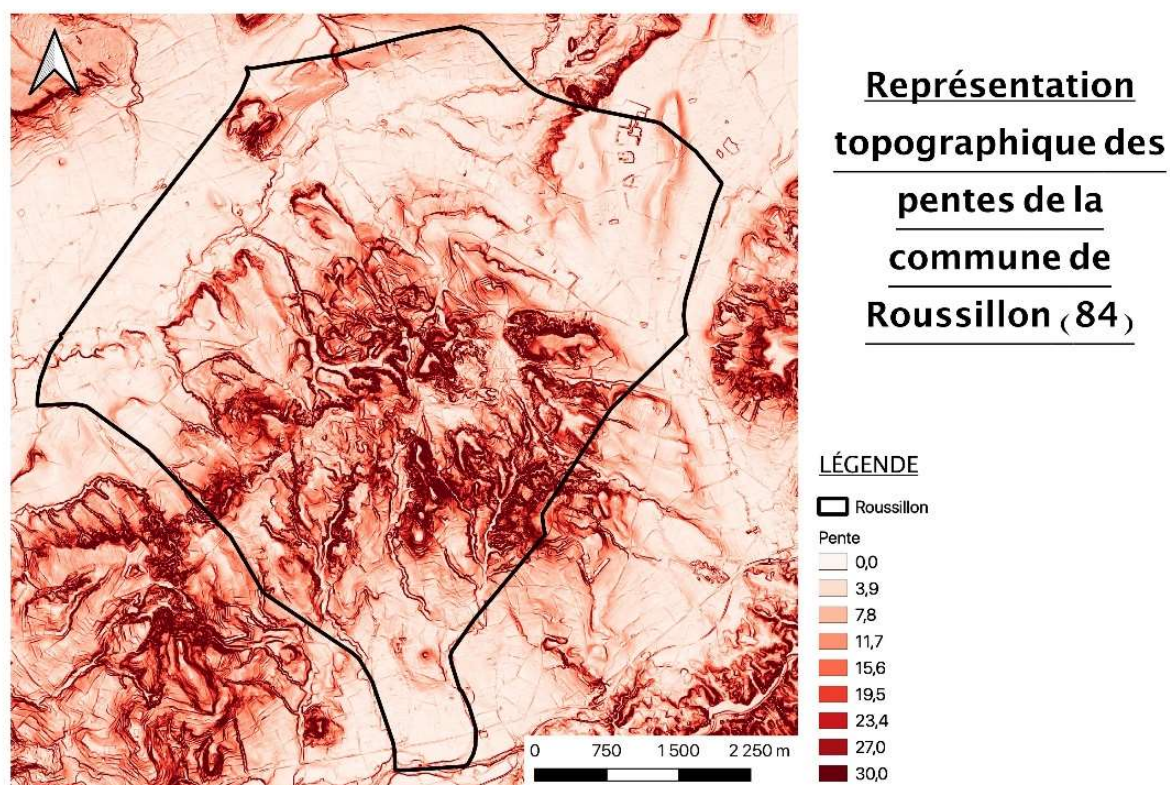 Représentation
topographique des
pentes de la
commune de
Roussillon (84)
LÉGENDE
Roussillon
Pente
0,0
3,9
7,8
11,7
15,6
19,5
23,4
27,0
30,0
0 750 1 500 2 250 m